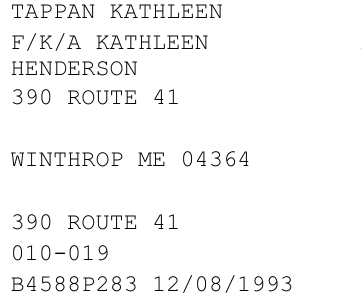 TAPPAN KATHLEEN
F/K/A KATHLEEN
HENDERSON
390 ROUTE 41
WINTHROP ME 04364
390 ROUTE 41
010-019
B4588P283 12/08/1993